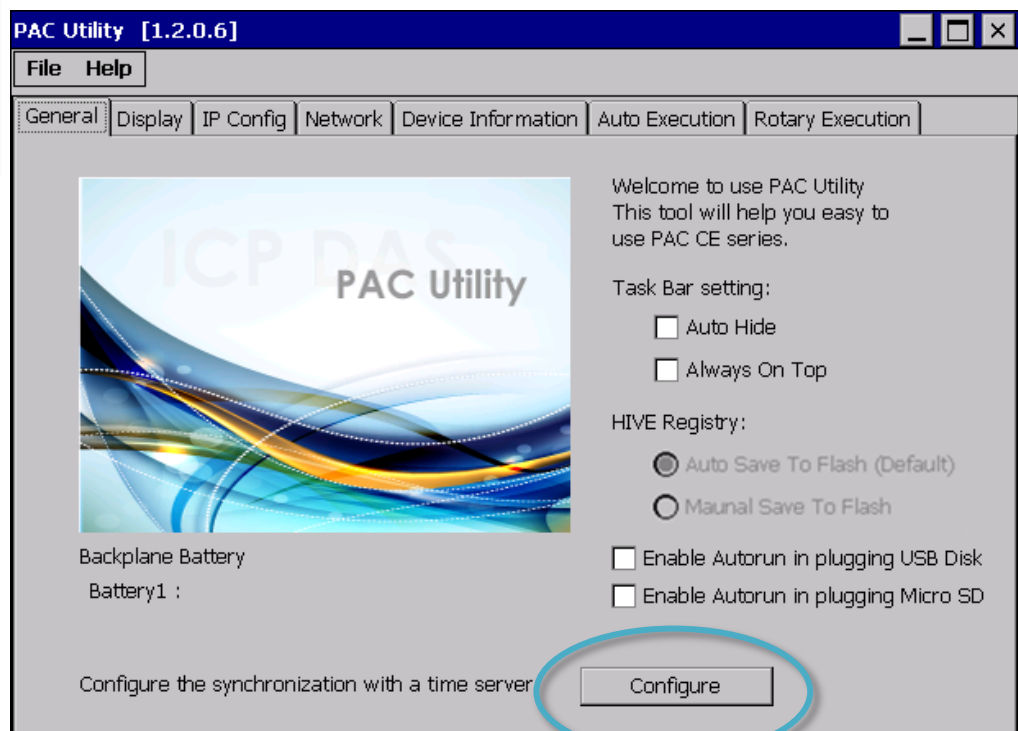 PAC Utility [1.2.0.6]
File Help
General Display IP Config Network Device Information Auto Execution Rotary Execution
ICP DAS
PAC Utility
Welcome to use PAC Utility
This tool will help you easy to
use PAC CE series.
Task Bar setting:
Auto Hide
Always On Top
HIVE Registry:
Auto Save To Flash (Default)
Maunal Save To Flash
Backplane Battery
Battery1 :
Enable Autorun in plugging USB Disk
Enable Autorun in plugging Micro SD
Configure the synchronization with a time server
Configure